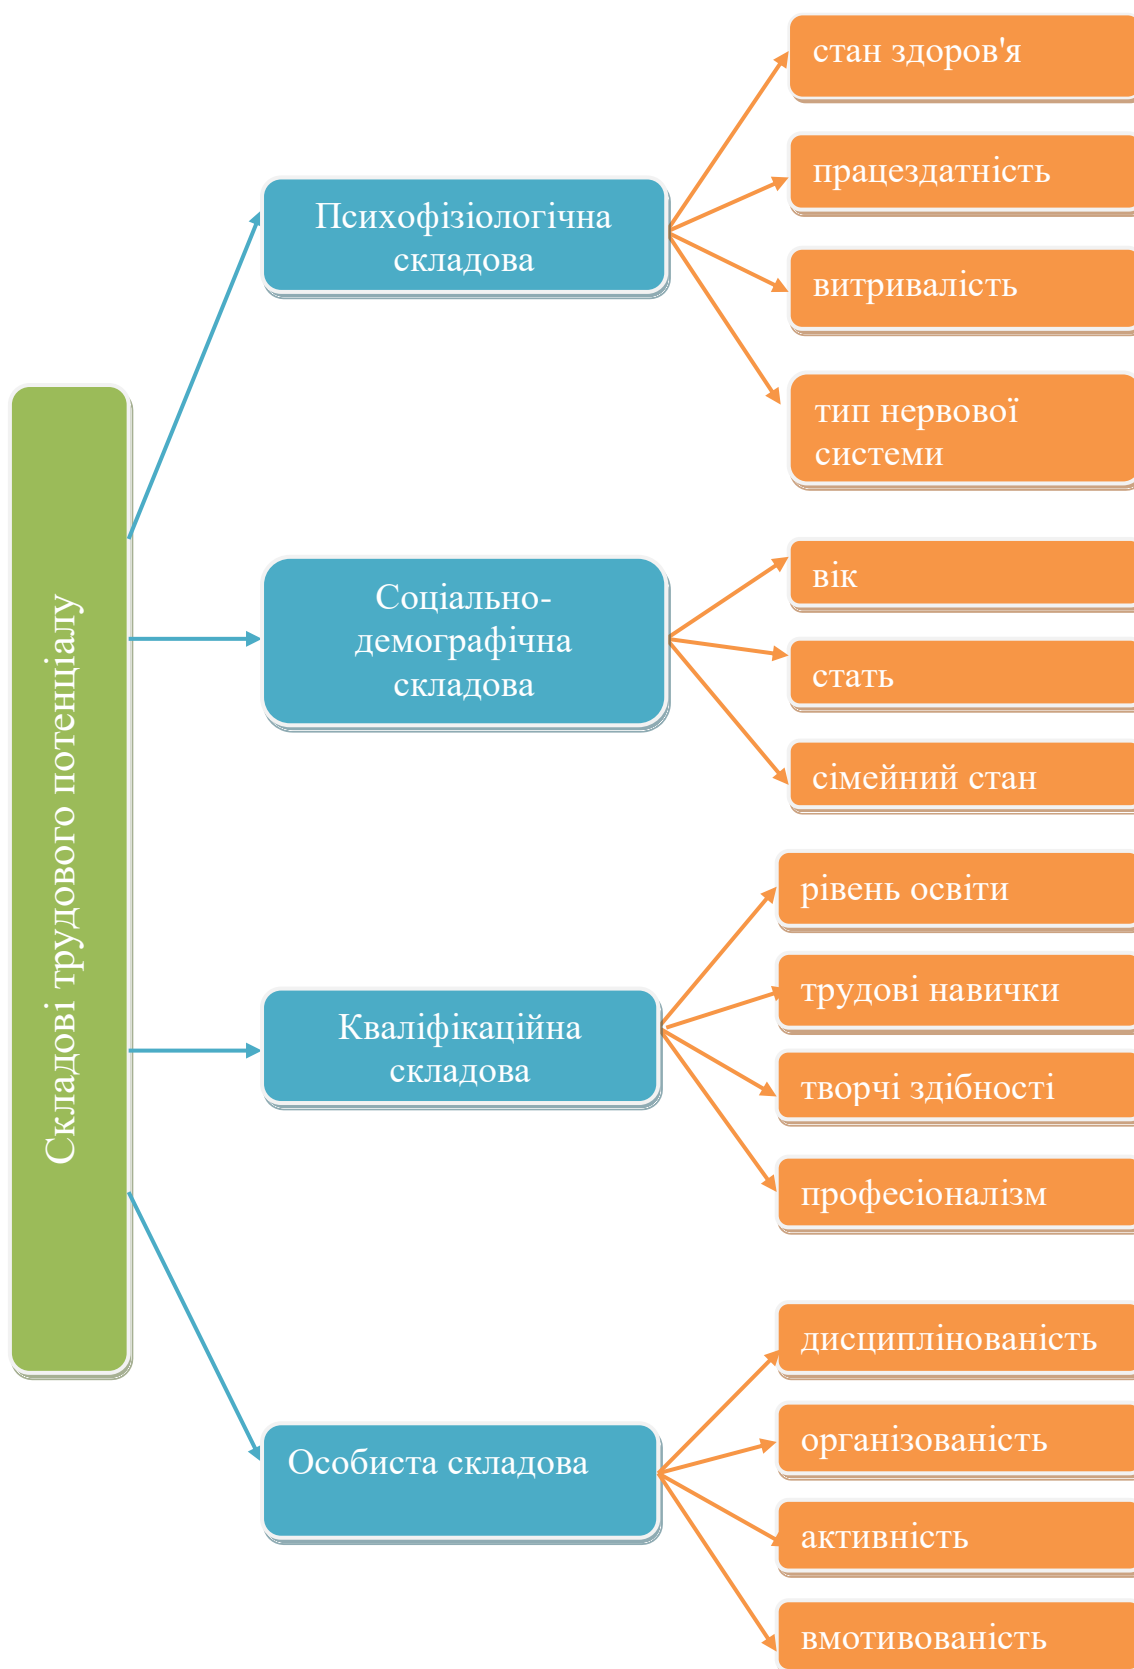 Складові трудового потенціалу
Психофізіологічна
складова
стан здоров'я
працездатність
витривалість
тип нервової
системи
Соціально-
демографічна
складова
вік
стать
сімейний стан
Кваліфікаційна
складова
рівень освіти
трудові навички
творчі здібності
професіоналізм
Особиста складова
дисциплінованість
організованість
активність
вмотивованість